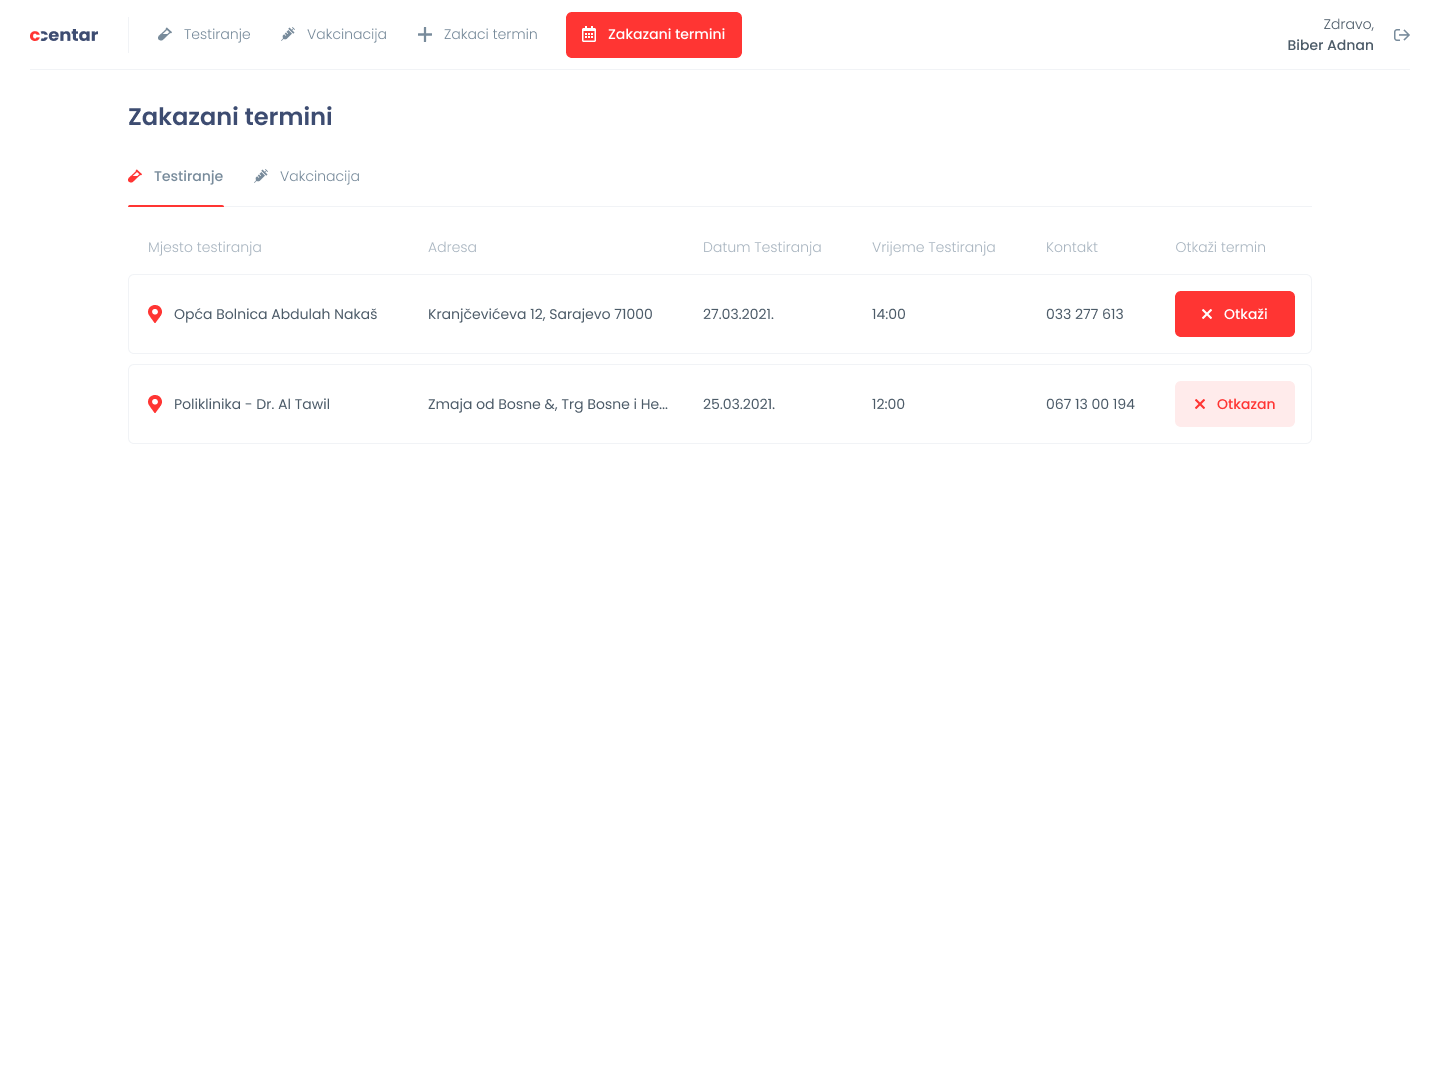 ccentar
Testiranje
Vakcinacija
Zakaci termin
Zakazani termini
Zdravo,
Biber Adnan
Zakazani termini
Testiranje
Vakcinacija
Mjesto testiranja Adresa Datum Testiranja Vrijeme Testiranja Kontakt Otkaži termin
Opća Bolnica Abdulah Nakaš Kranjčevićeva 12, Sarajevo 71000 27.03.2021. 14:00 033 277 613 Otkaži
Poliklinika - Dr. Al Tawil Zmaja od Bosne &, Trg Bosne i He... 25.03.2021. 12:00 067 13 00 194 Otkazan